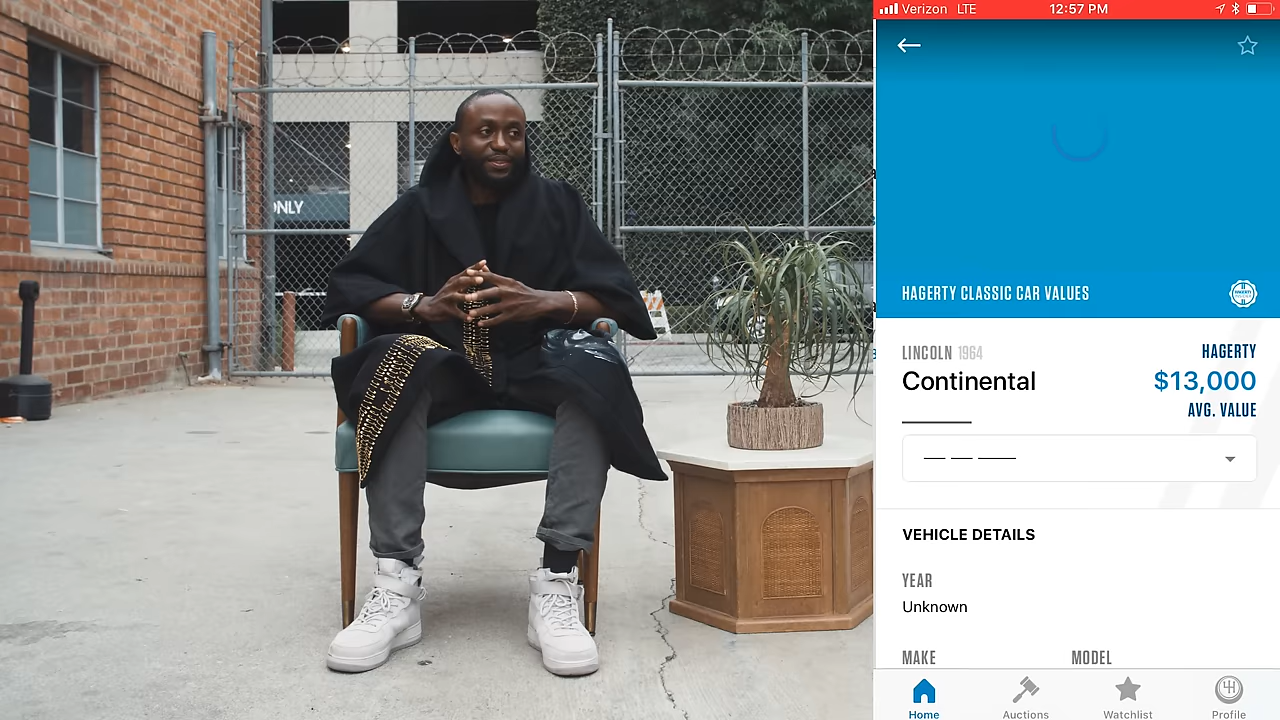 ONLY
Verizon LTE 12:57 PM
HAGERTY CLASSIC CAR VALUES
LINCOLN 1964
HAGERTY
Continental
$13,000
AVG. VALUE
VEHICLE DETAILS
YEAR
Unknown
MAKE MODEL
Home Auctions Watchlist Profile